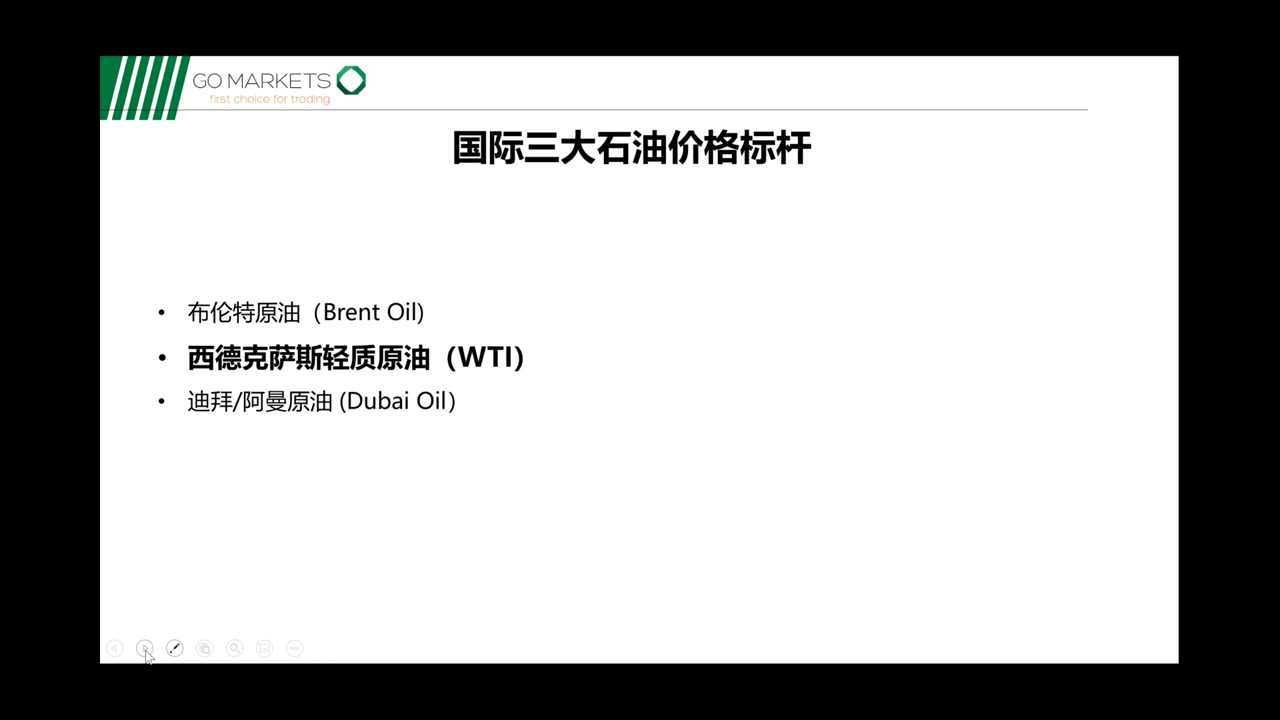 GO MARKETS
first choice for trading
国际三大石油价格标杆
• 布伦特原油（Brent Oil)
• 西德克萨斯轻质原油（WTI）
• 迪拜/阿曼原油 (Dubai Oil）